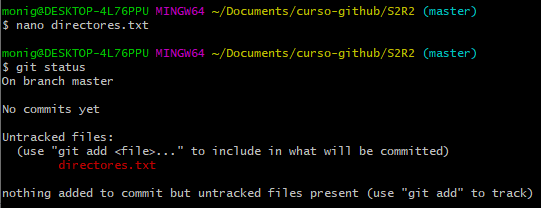 monig@DESKTOP-4L76PPU MINGW64 ~/Documents/curso-github/S2R2 (master)
$ nano directores.txt
monig@DESKTOP-4L76PPU MINGW64 ~/Documents/curso-github/S2R2 (master)
$ git status
On branch master
No commits yet
Untracked files:
(use "git add <file>..." to include in what will be committed)
directores.txt
nothing added to commit but untracked files present (use "git add" to track)